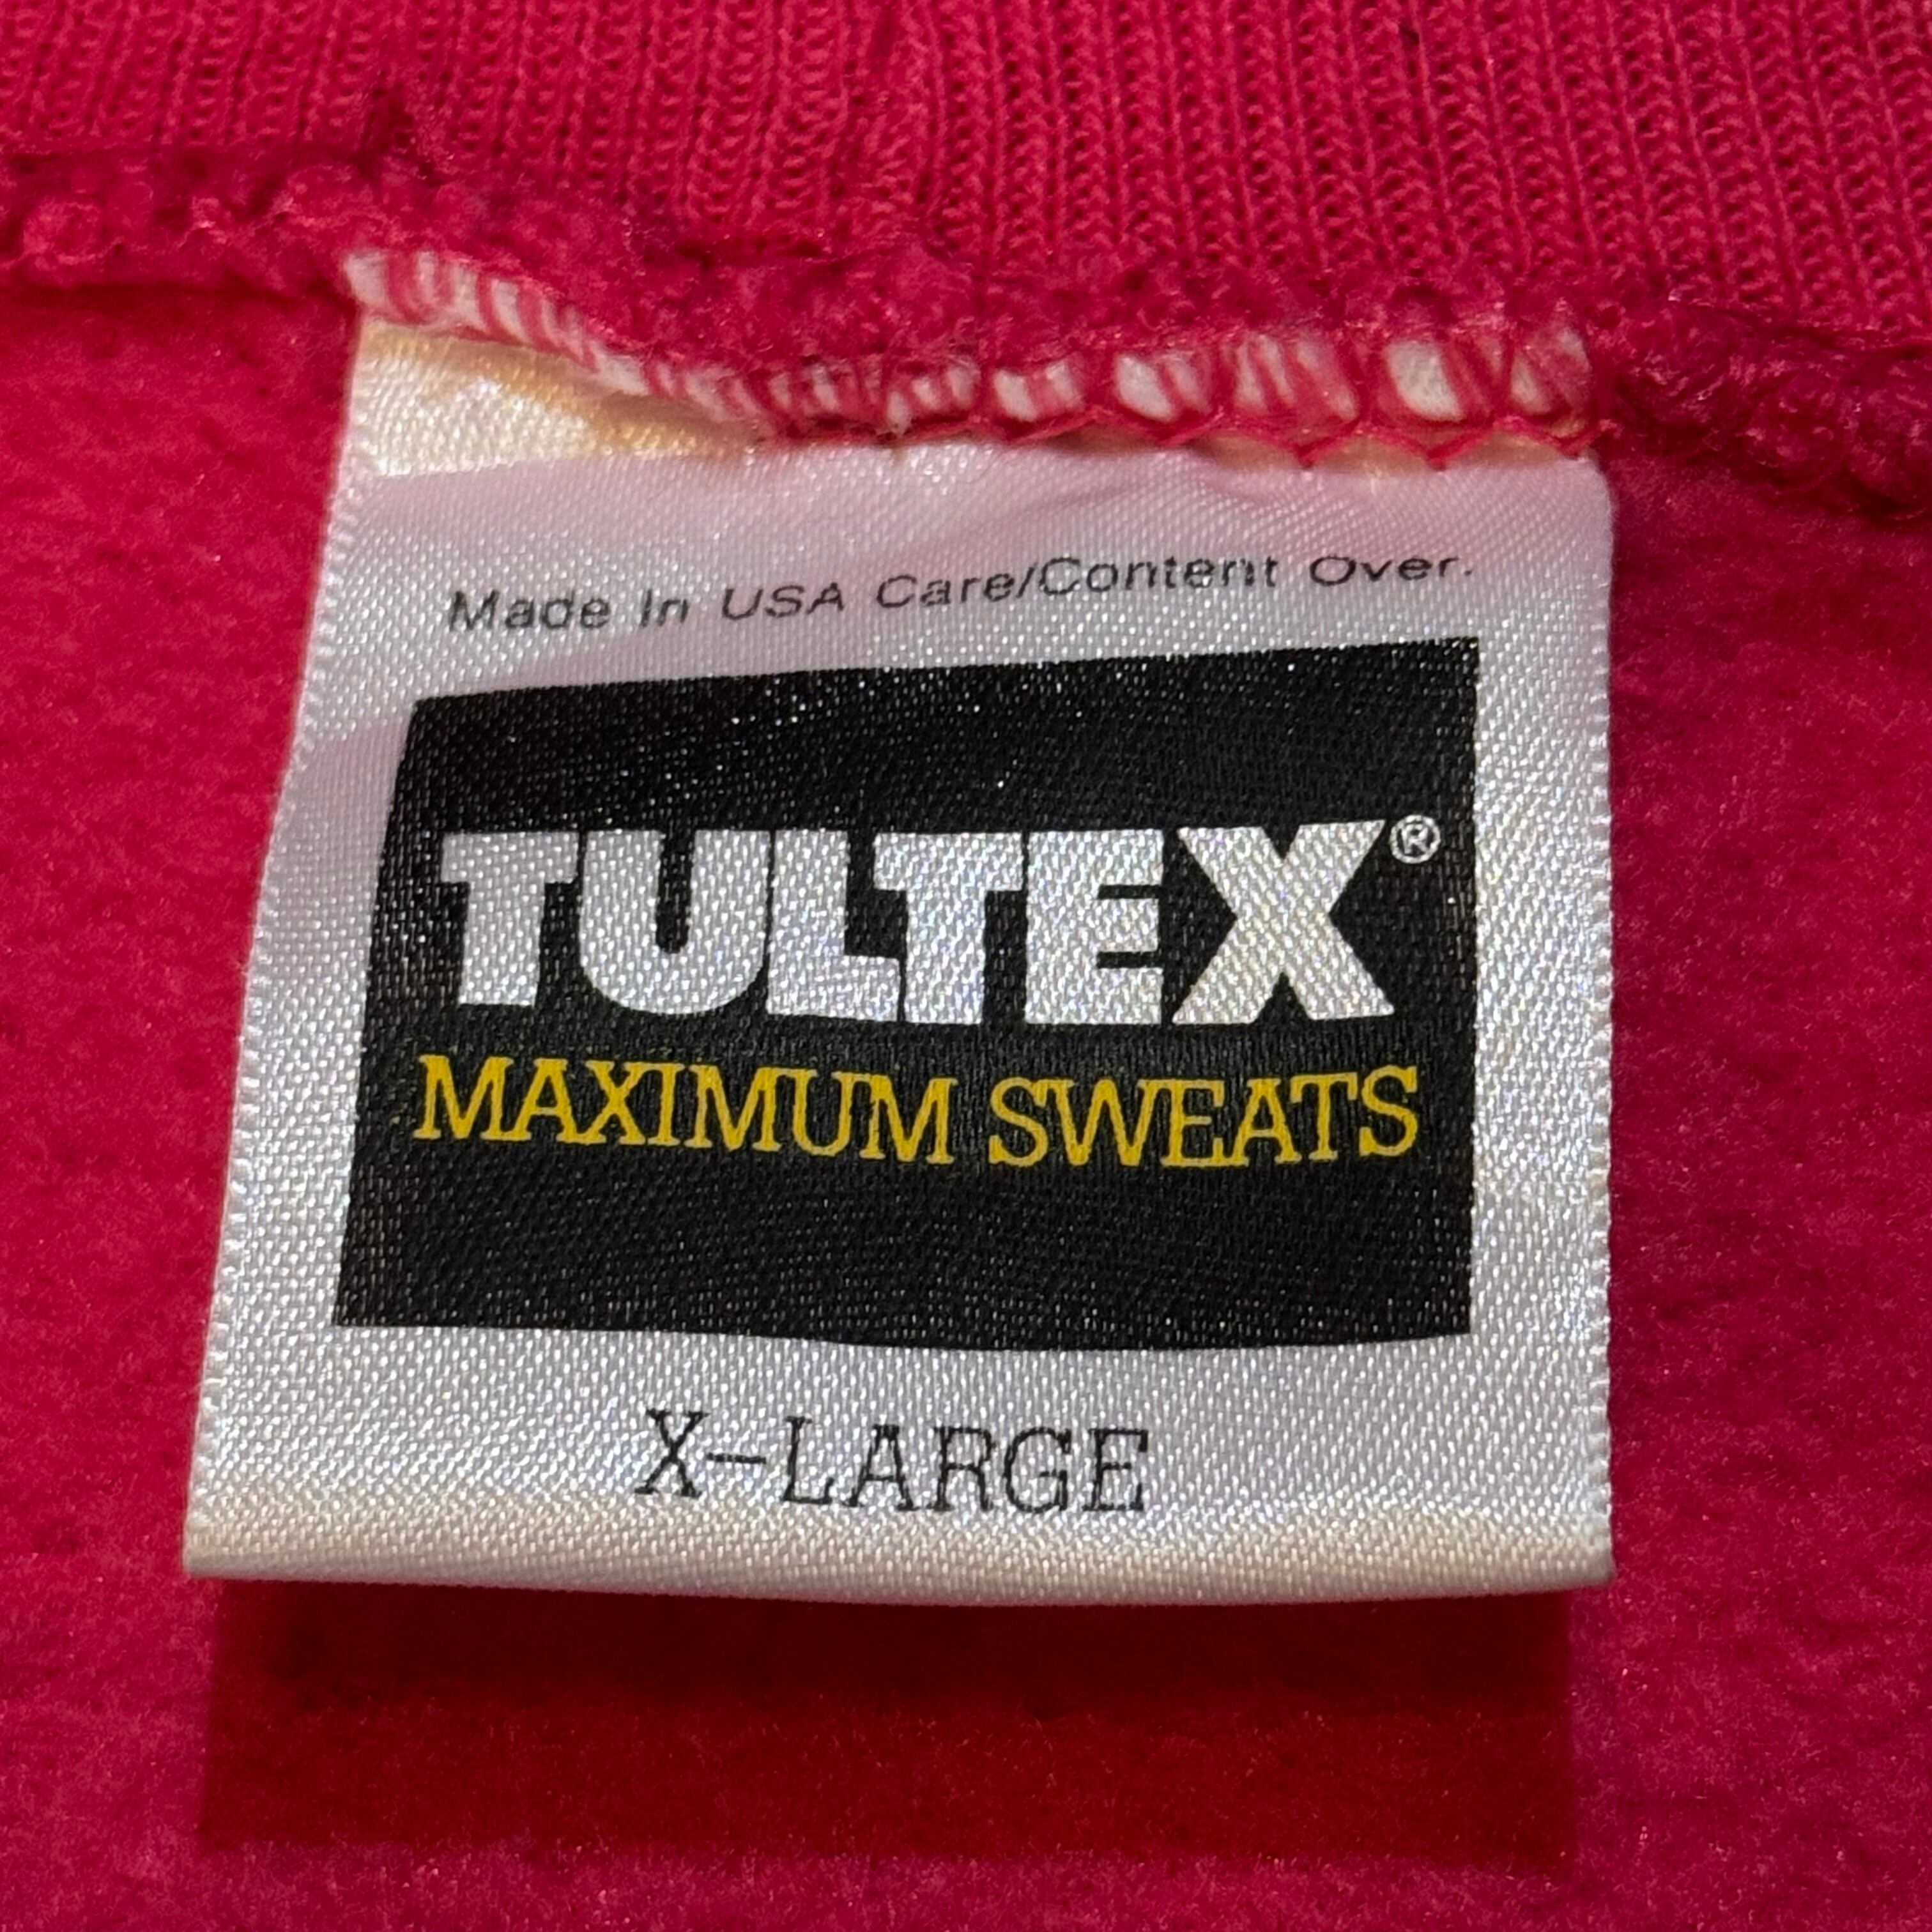 Made In USA Care/Content Over.
TULTEX®
MAXIMUM SWEATS
X-LARGE